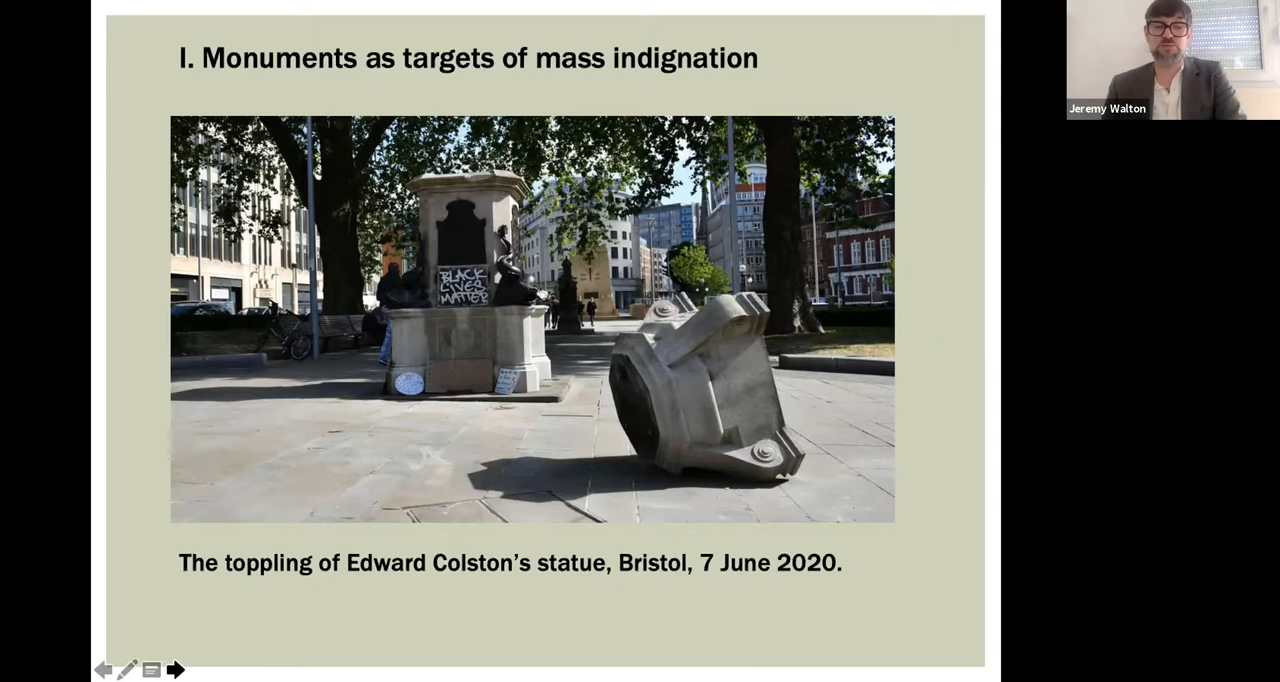 I. Monuments as targets of mass indignation
Jeremy Walton
BLACK
LIVES
MATTER
The toppling of Edward Colston's statue, Bristol, 7 June 2020.